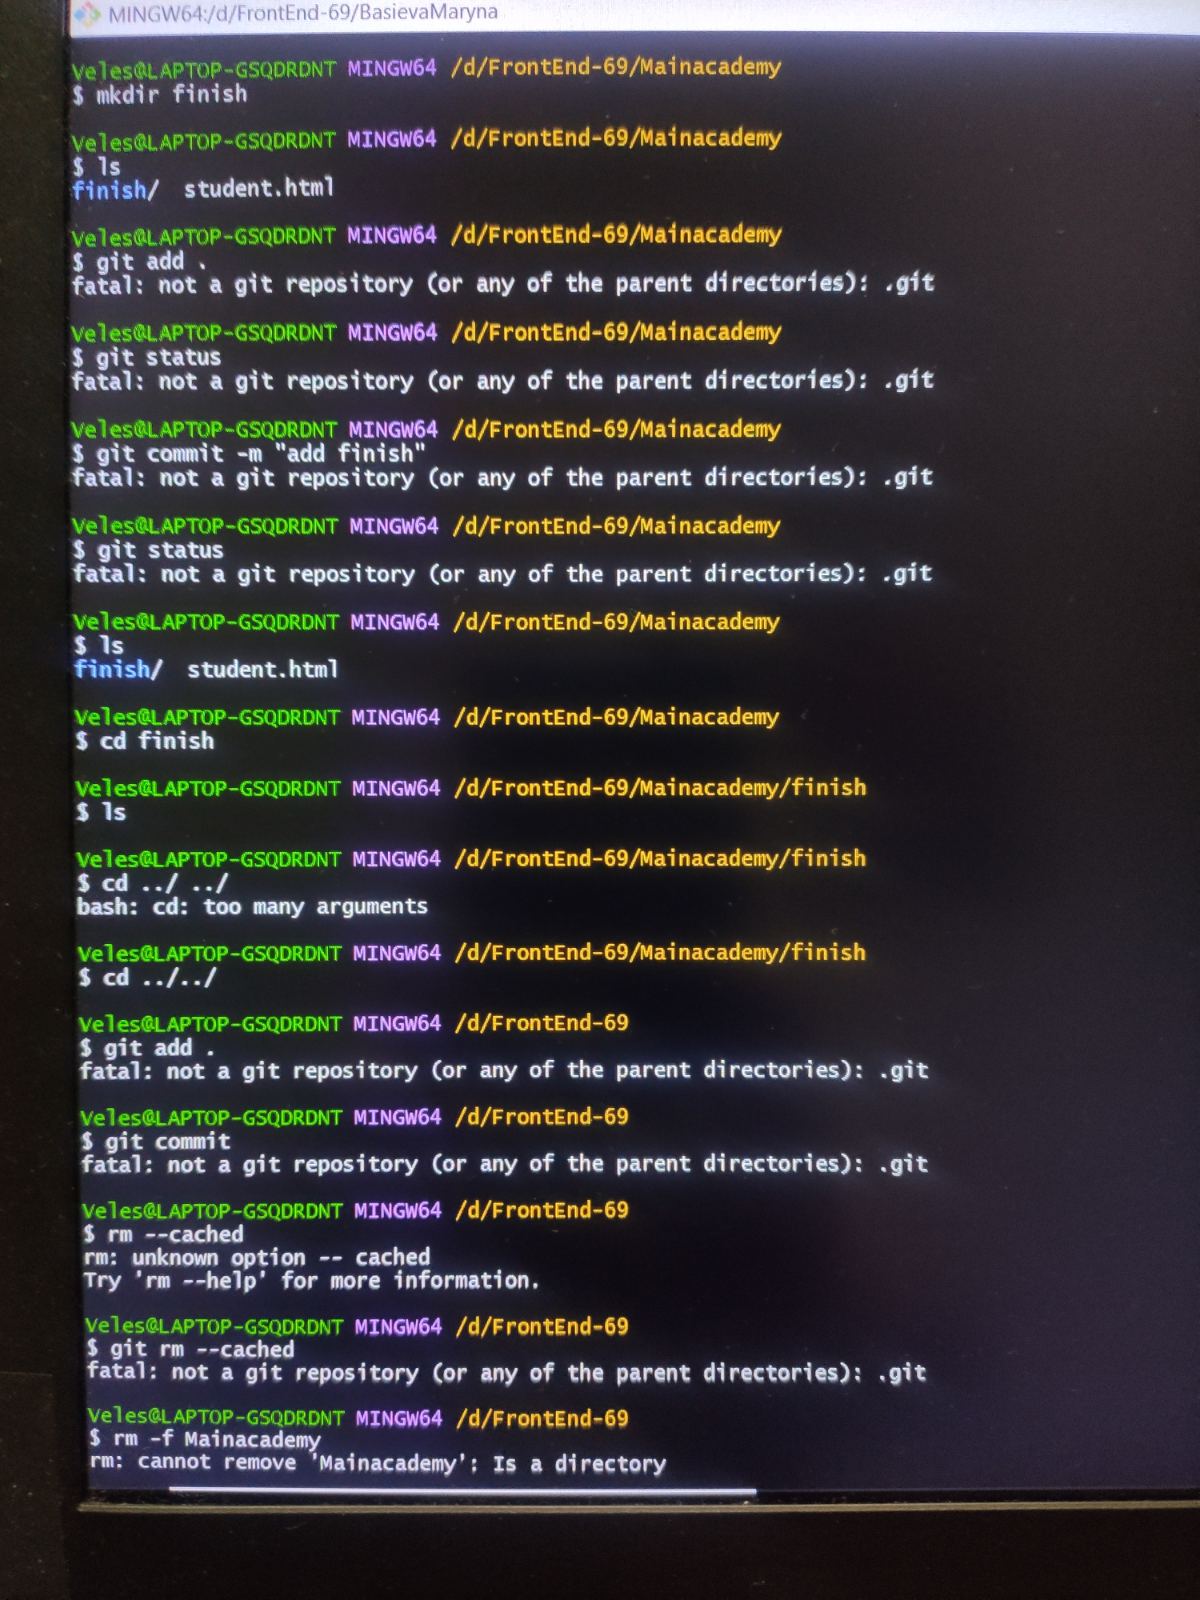 MINGW64:/d/FrontEnd-69/BasievaMaryna
Veles@LAPTOP-GSQDRDNT MINGW64 /d/FrontEnd-69/Mainacademy
$ mkdir finish
Veles@LAPTOP-GSQDRDNT MINGW64 /d/FrontEnd-69/Mainacademy
$ ls
finish/  student.html
Veles@LAPTOP-GSQDRDNT MINGW64 /d/FrontEnd-69/Mainacademy
$ git add .
fatal: not a git repository (or any of the parent directories): .git
Veles@LAPTOP-GSQDRDNT MINGW64 /d/FrontEnd-69/Mainacademy
$ git status
fatal: not a git repository (or any of the parent directories): .git
Veles@LAPTOP-GSQDRDNT MINGW64 /d/FrontEnd-69/Mainacademy
$ git commit -m "add finish"
fatal: not a git repository (or any of the parent directories): .git
Veles@LAPTOP-GSQDRDNT MINGW64 /d/FrontEnd-69/Mainacademy
$ git status
fatal: not a git repository (or any of the parent directories): .git
Veles@LAPTOP-GSQDRDNT MINGW64 /d/FrontEnd-69/Mainacademy
$ ls
finish/  student.html
Veles@LAPTOP-GSQDRDNT MINGW64 /d/FrontEnd-69/Mainacademy
$ cd finish
Veles@LAPTOP-GSQDRDNT MINGW64 /d/FrontEnd-69/Mainacademy/finish
$ ls
Veles@LAPTOP-GSQDRDNT MINGW64 /d/FrontEnd-69/Mainacademy/finish
$ cd ../ ../
bash: cd: too many arguments
Veles@LAPTOP-GSQDRDNT MINGW64 /d/FrontEnd-69/Mainacademy/finish
$ cd ../../
Veles@LAPTOP-GSQDRDNT MINGW64 /d/FrontEnd-69
$ git add .
fatal: not a git repository (or any of the parent directories): .git
Veles@LAPTOP-GSQDRDNT MINGW64 /d/FrontEnd-69
$ git commit
fatal: not a git repository (or any of the parent directories): .git
Veles@LAPTOP-GSQDRDNT MINGW64 /d/FrontEnd-69
$ rm --cached
rm: unknown option -- cached
Try 'rm --help' for more information.
Veles@LAPTOP-GSQDRDNT MINGW64 /d/FrontEnd-69
$ git rm --cached
fatal: not a git repository (or any of the parent directories): .git
Veles@LAPTOP-GSQDRDNT MINGW64 /d/FrontEnd-69
$ rm -f Mainacademy
rm: cannot remove 'Mainacademy': Is a directory